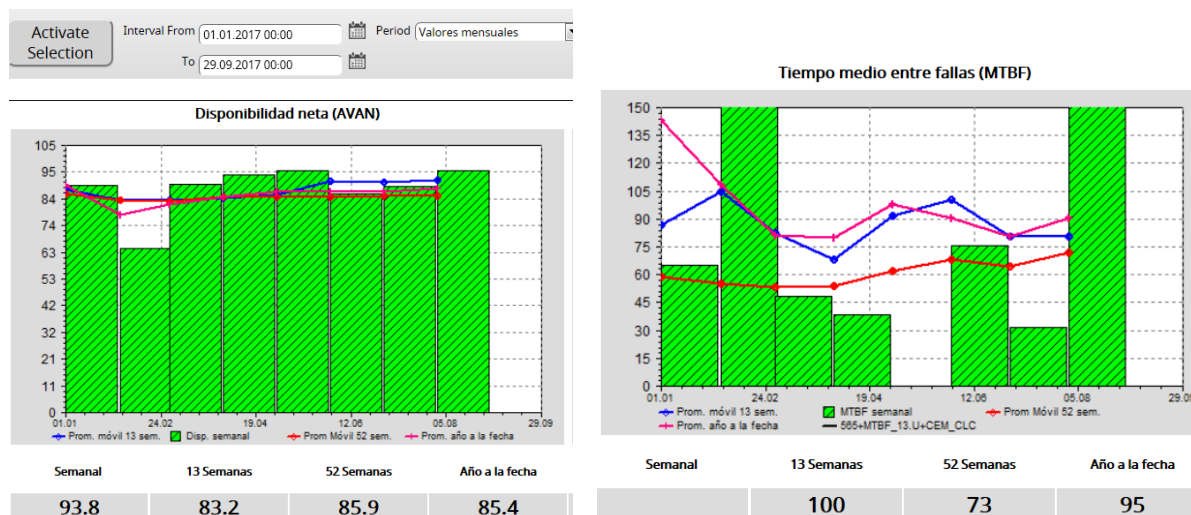 Activate Selection
Interval From 01.01.2017 00:00 Period Valores mensuales
To 29.09.2017 00:00
Disponibilidad neta (AVAN)
105
95
84
74
63
53
42
32
21
11
0
01.01 24.02 19.04 12.06 05.08 29.09
Prom. móvil 13 sem. Disp. semanal Prom Móvil 52 sem. Prom. año a la fecha
Semanal 13 Semanas 52 Semanas Año a la fecha
93.8 83.2 85.9 85.4
Tiempo medio entre fallas (MTBF)
150
135
120
105
90
75
60
45
30
15
0
01.01 24.02 19.04 12.06 05.08 29.09
Prom. móvil 13 sem. MTBF semanal Prom Móvil 52 sem.
Prom. año a la fecha 565+MTBF_13.U+CEM_CLC
Semanal 13 Semanas 52 Semanas Año a la fecha
100 73 95